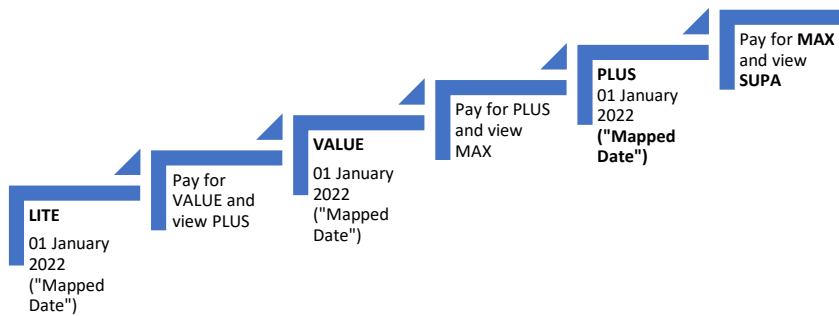 LITE
01 January
2022
("Mapped
Date")
Pay for
VALUE and
view PLUS
VALUE
01 January
2022
("Mapped
Date")
Pay for PLUS
and view
MAX
PLUS
01 January
2022
("Mapped
Date")
Pay for MAX
and view
SUPA